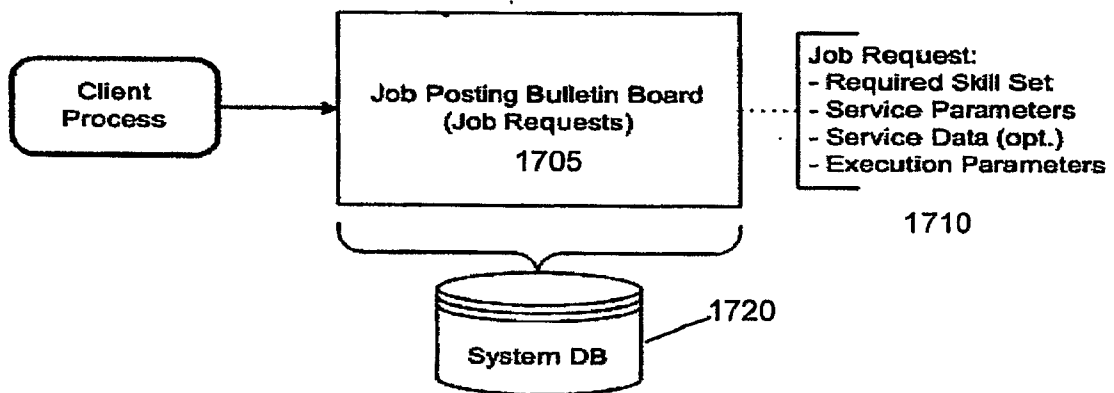 Client
Process
Job Posting Bulletin Board
(Job Requests)
1705
Job Request:
- Required Skill Set
- Service Parameters
- Service Data (opt.)
- Execution Parameters
1710
1720
System DB